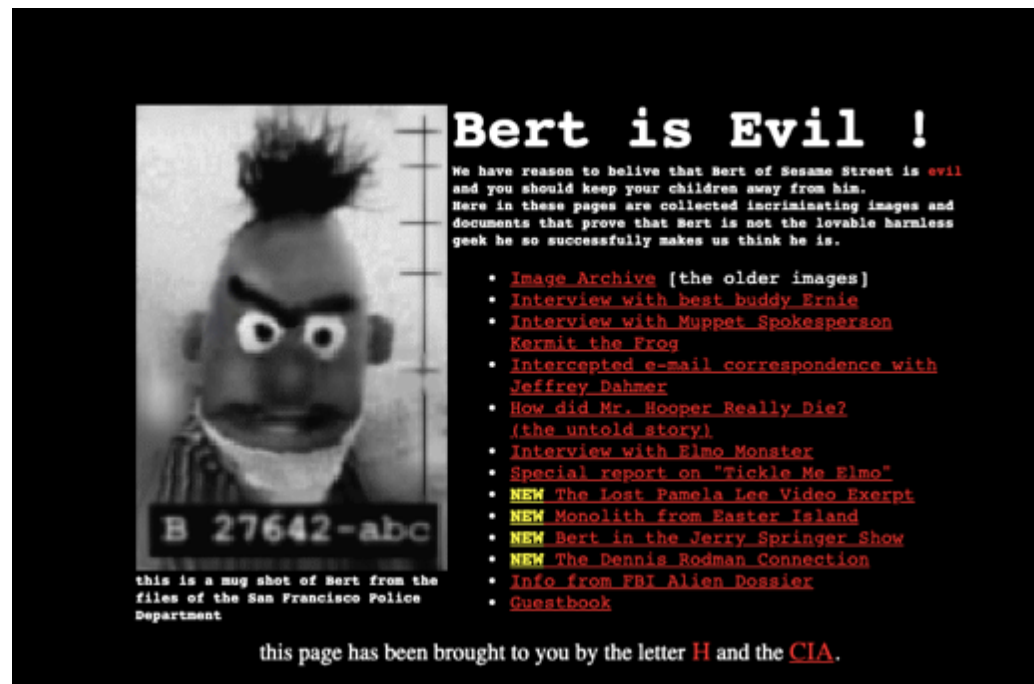 Bert is Evil !
We have reason to belive that Bert of Sesame Street is evil
and you should keep your children away from him.
Here in these pages are collected incriminating images and
documents that prove that Bert is not the lovable harmless
geek he so successfully makes us think he is.
• Image Archive [the older images]
• Interview with best buddy Ernie
• Interview with Muppet Spokesperson
Kermit the Frog
• Intercepted e-mail correspondence with
Jeffrey Dahmer
• How did Mr. Hooper Really Die?
(the untold story)
• Interview with Elmo Monster
• Special report on "Tickle Me Elmo"
• NEW The Lost Pamela Lee Video Exerpt
• NEW Monolith from Easter Island
• NEW Bert in the Jerry Springer Show
• NEW The Dennis Rodman Connection
• Info from FBI Alien Dossier
• Guestbook
B 27642-abc
this is a mug shot of Bert from the
files of the San Francisco Police
Department
this page has been brought to you by the letter H and the CIA.